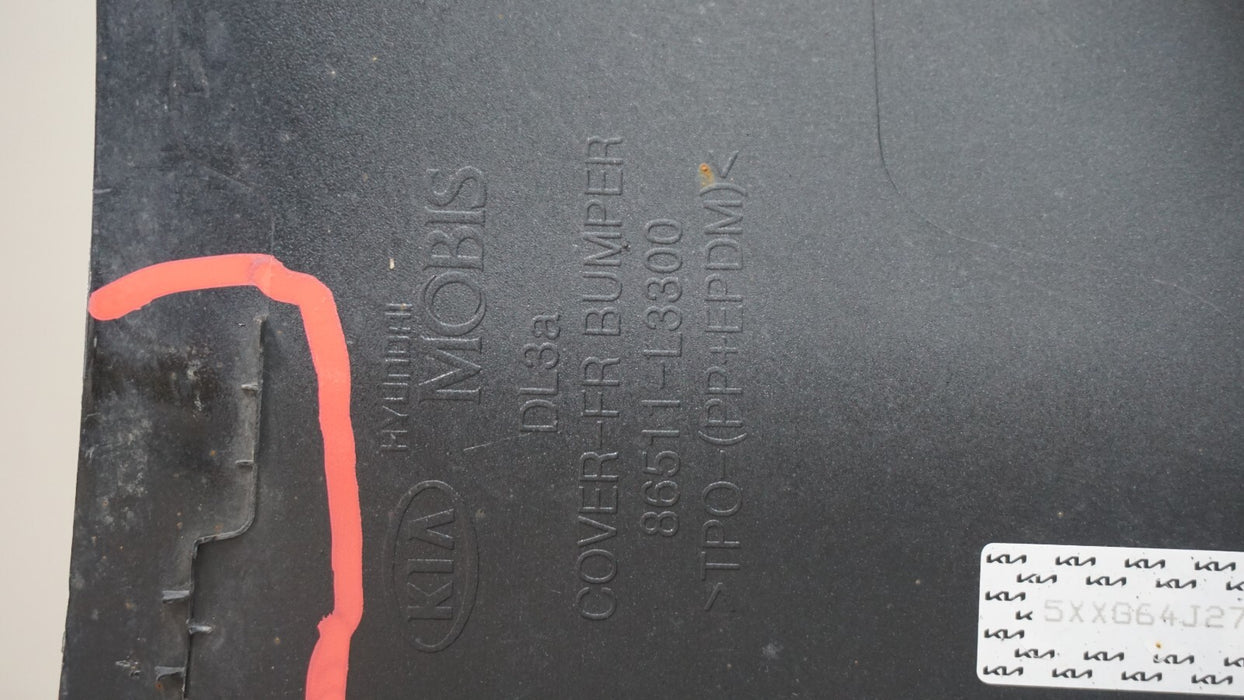 KIA
HYUNDAI
MOBIS
DL3a
COVER-FR BUMPER
86511-L3300
>TPO-(PP+EPDM)<
5XXG64J27